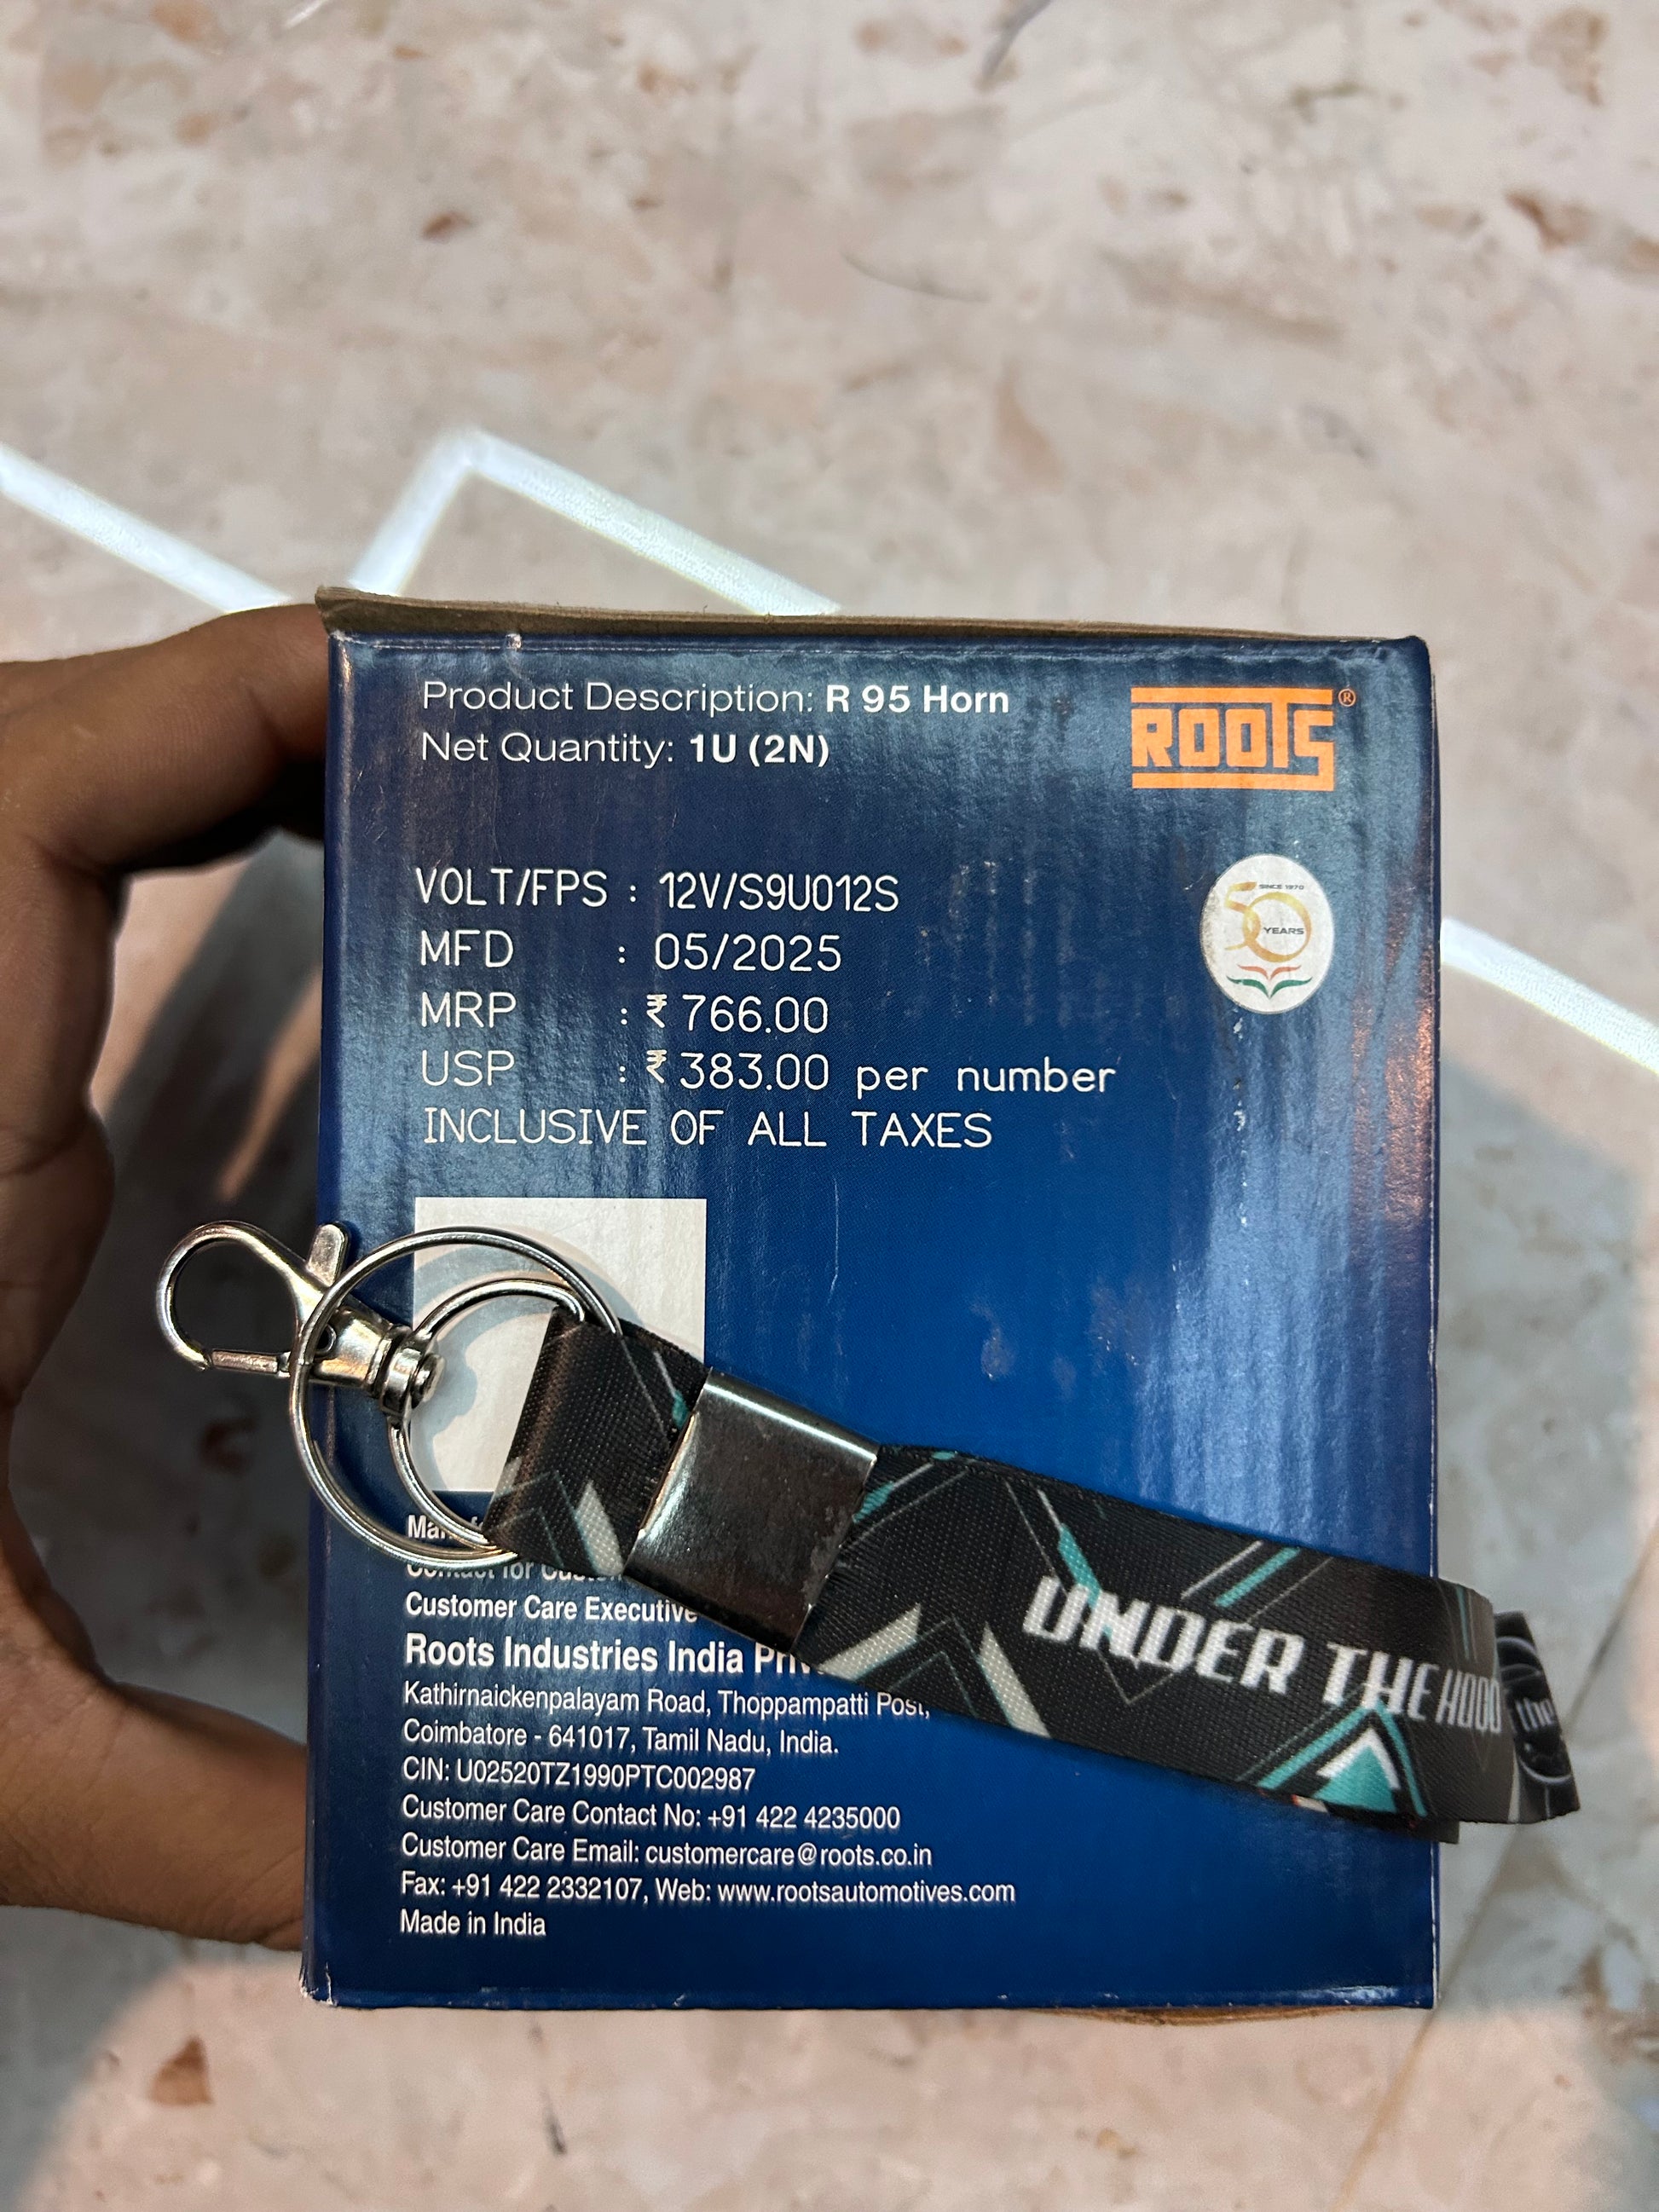 Product Description: R 95 Horn
Net Quantity: 1U (2N)
ROOTS®
VOLT/FPS : 12V/S9U012S
MFD : 05/2025
MRP : ₹ 766.00
USP : ₹ 383.00 per number
INCLUSIVE OF ALL TAXES
SINCE 1970
50
YEARS
Contact for
Customer Care Executive
Roots Industries India
Kathirnaickenpalayam Road, Thoppampatti Post,
Coimbatore - 641017, Tamil Nadu, India.
CIN: U02520TZ1990PTC002987
Customer Care Contact No: +91 422 4235000
Customer Care Email: customercare@roots.co.in
Fax: +91 422 2332107, Web: www.rootsautomotives.com
Made in India
UNDER THE HOOD
the